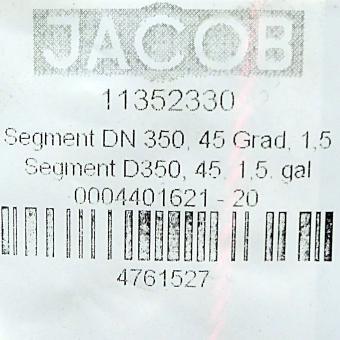 JACOB
11352330
Segment DN 350, 45 Grad, 1,5
Segment D350, 45. 1,5. gal
0004401621 - 20
4761527